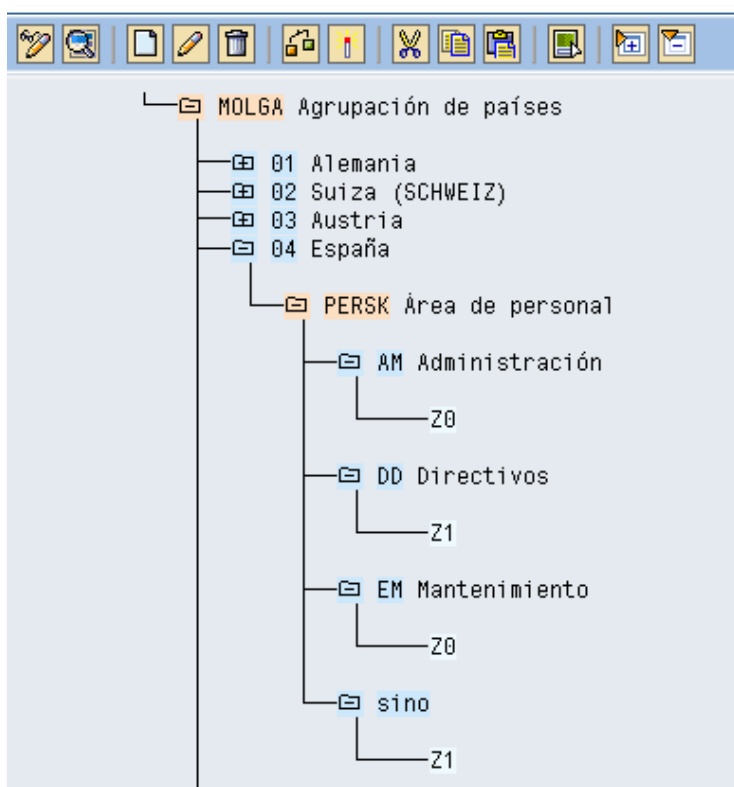 MOLGA Agrupación de países
01 Alemania
02 Suiza (SCHWEIZ)
03 Austria
04 España
PERSK Área de personal
AM Administración
Z0
DD Directivos
Z1
EM Mantenimiento
Z0
sino
Z1